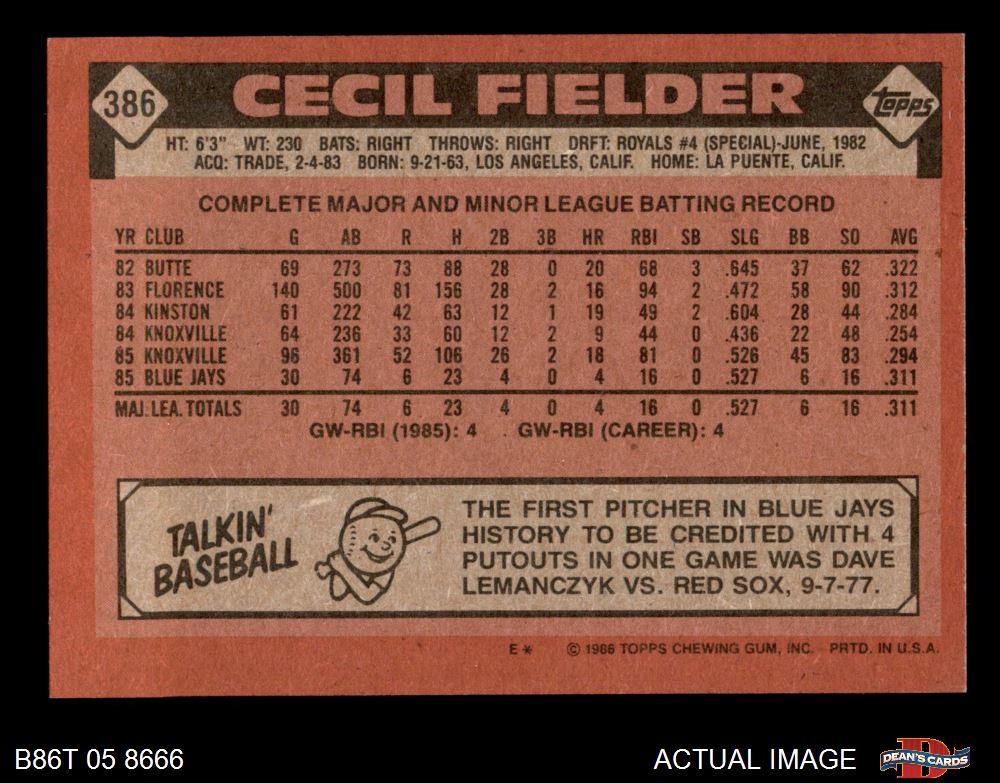 386 CECIL FIELDER topps
HT: 6'3" WT: 230 BATS: RIGHT THROWS: RIGHT DRFT: ROYALS #4 (SPECIAL)-JUNE, 1982
ACQ: TRADE, 2-4-83 BORN: 9-21-63, LOS ANGELES, CALIF. HOME: LA PUENTE, CALIF.
COMPLETE MAJOR AND MINOR LEAGUE BATTING RECORD
YR CLUB G AB R H 2B 3B HR RBI SB SLG BB SO AVG
82 BUTTE 69 273 73 88 28 0 20 68 3 .645 37 62 .322
83 FLORENCE 140 500 81 156 28 2 16 94 2 .472 58 90 .312
84 KINSTON 61 222 42 63 12 1 19 49 2 .604 28 44 .284
84 KNOXVILLE 64 236 33 60 12 2 9 44 0 .436 22 48 .254
85 KNOXVILLE 96 361 52 106 26 2 18 81 0 .526 45 83 .294
85 BLUE JAYS 30 74 6 23 4 0 4 16 0 .527 6 16 .311
MAJ. LEA. TOTALS 30 74 6 23 4 0 4 16 0 .527 6 16 .311
GW-RBI (1985): 4 GW-RBI (CAREER): 4
TALKIN'
BASEBALL
THE FIRST PITCHER IN BLUE JAYS
HISTORY TO BE CREDITED WITH 4
PUTOUTS IN ONE GAME WAS DAVE
LEMANCZYK VS. RED SOX, 9-7-77.
E* © 1986 TOPPS CHEWING GUM, INC. PRTD. IN U.S.A.
B86T 05 8666 ACTUAL IMAGE D DEAN'S CARDS